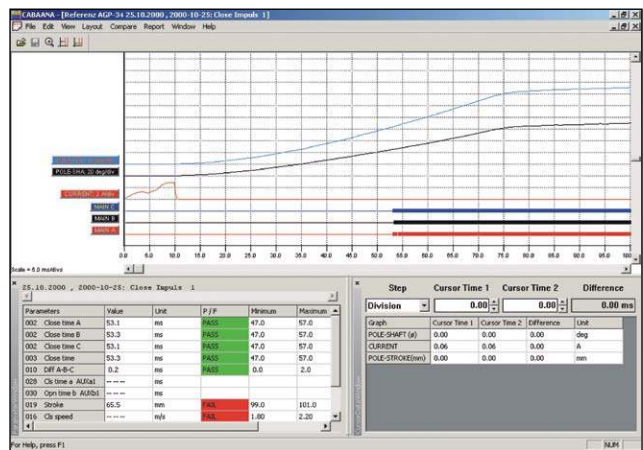 CABAANA - [Referenz AGP-34 25.10.2000 , 2000-10-25: Close Impuls 1]
File Edit View Layout Compare Report Window Help
POLE-SHA, 20 deg/div
CURRENT, 2 A/div
MAIN C
MAIN B
MAIN A
0.0 5.0 10.0 15.0 20.0 25.0 30.0 35.0 40.0 45.0 50.0 55.0 60.0 65.0 70.0 75.0 80.0 85.0 90.0 95.0 100.0
Scale = 5.0 ms/div
25.10.2000 , 2000-10-25: Close Impuls 1
Parameters Value Unit P / F Minimum Maximum
002 Close time A 53.1 ms PASS 47.0 57.0
002 Close time B 53.3 ms PASS 47.0 57.0
002 Close time C 53.1 ms PASS 47.0 57.0
003 Close time 53.3 ms PASS 47.0 57.0
010 Diff A-B-C 0.2 ms PASS 0.0 2.0
028 Cls time a AUXa1 ----- ms
030 Opn time b AUXb1 ----- ms
019 Stroke 65.5 mm FAIL 99.0 101.0
016 Cls speed ----- m/s FAIL 1.80 2.20
Step Cursor Time 1 Cursor Time 2 Difference
Division 0.00 0.00 0.00 ms
Graph Cursor Time 1 Cursor Time 2 Difference Unit
POLE-SHAFT (ø) 0.00 0.00 0.00 deg
CURRENT 0.06 0.06 0.00 A
POLE-STROKE(mm) 0.00 0.00 0.00 mm
For Help, press F1
NUM